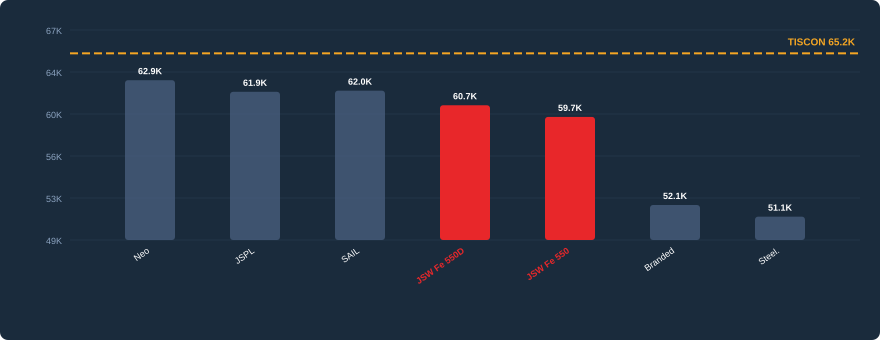 67K
TISCON 65.2K
64K
62.9K
61.9K
62.0K
60.7K
59.7K
60K
56K
53K
52.1K
51.1K
49K
Neo
JSPL
SAIL
JSW Fe 550D
JSW Fe 550
Branded
Steel.